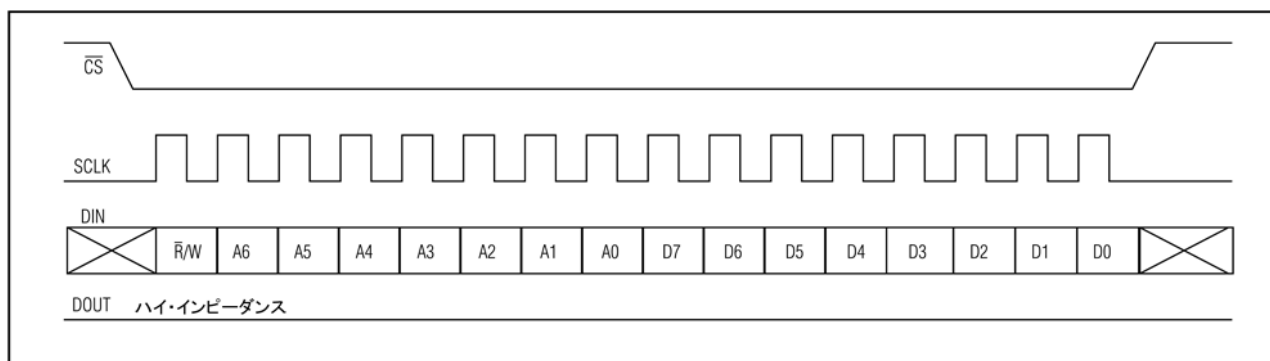 C̅S̅
SCLK
DIN
R̅/W A6 A5 A4 A3 A2 A1 A0 D7 D6 D5 D4 D3 D2 D1 D0
DOUT ハイ・インピーダンス